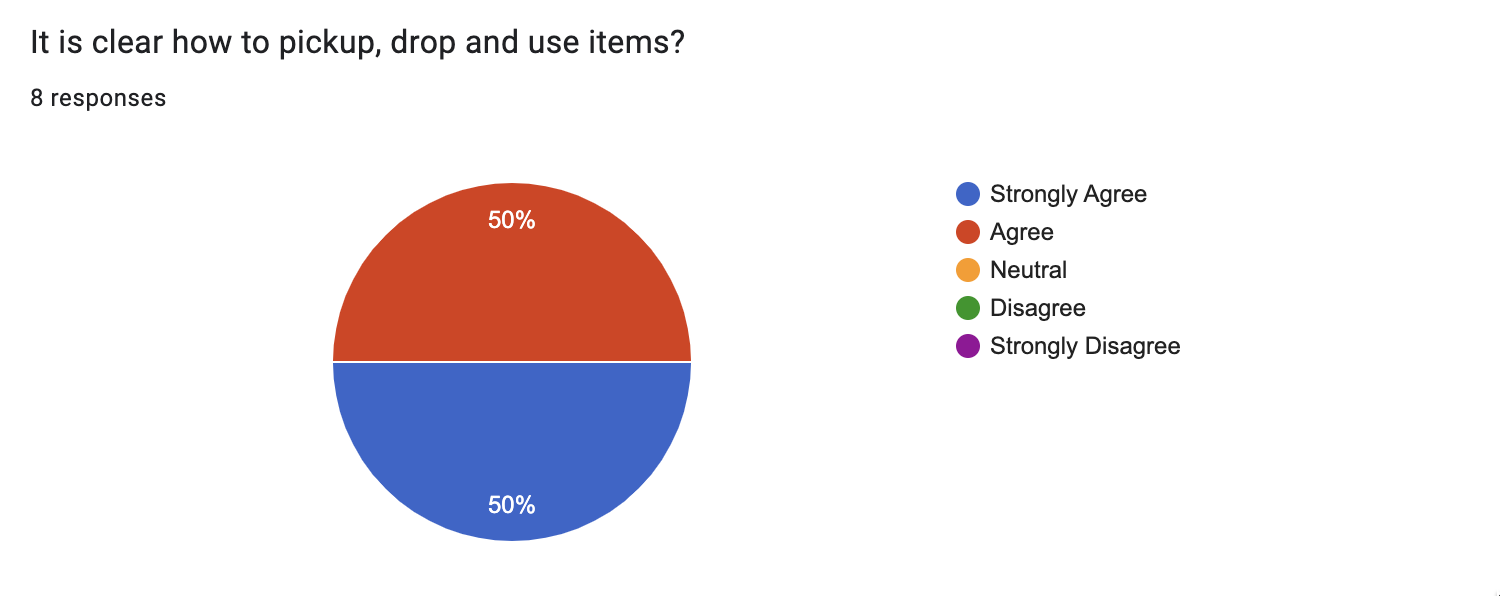 It is clear how to pickup, drop and use items?
8 responses
50%
50%
Strongly Agree
Agree
Neutral
Disagree
Strongly Disagree